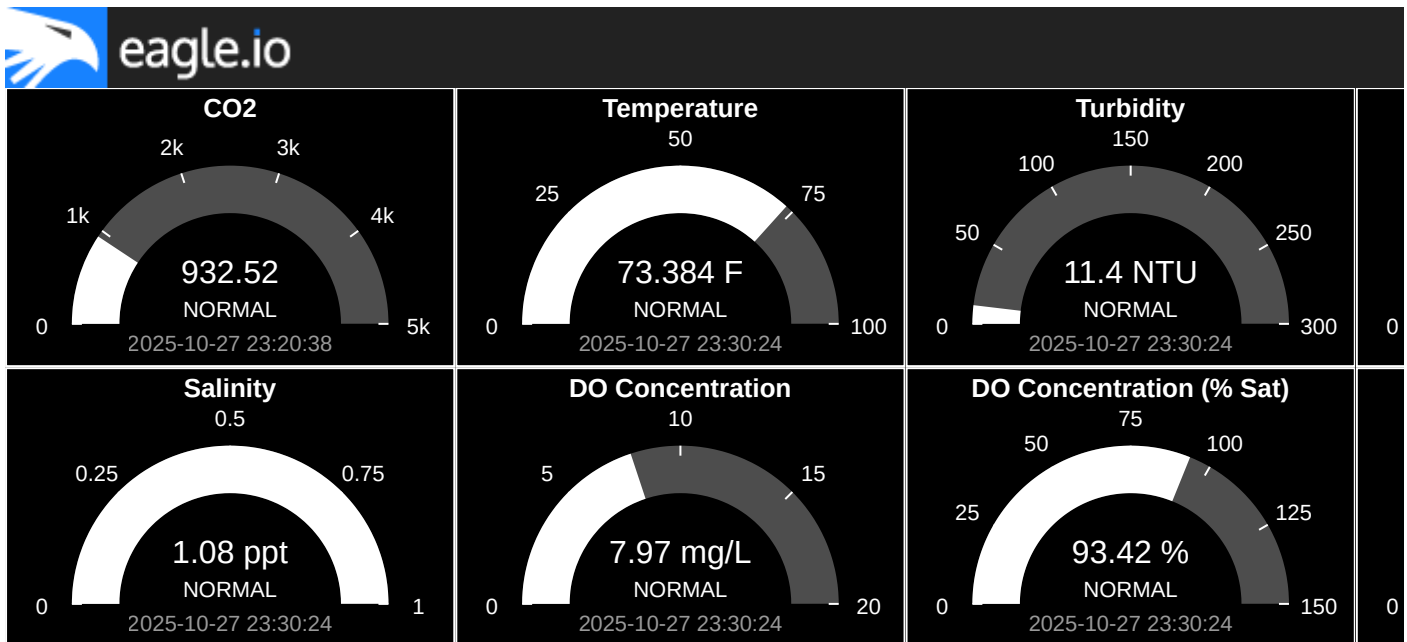 eagle.io
CO2
2k 3k
1k 4k
932.52
NORMAL
0 5k
2025-10-27 23:20:38
Temperature
50
25 75
73.384 F
NORMAL
0 100
2025-10-27 23:30:24
Turbidity
150
100 200
50 250
11.4 NTU
NORMAL
0 300
2025-10-27 23:30:24
0
Salinity
0.5
0.25 0.75
1.08 ppt
NORMAL
0 1
2025-10-27 23:30:24
DO Concentration
10
5 15
7.97 mg/L
NORMAL
0 20
2025-10-27 23:30:24
DO Concentration (% Sat)
75
50 100
25 125
93.42 %
NORMAL
0 150
2025-10-27 23:30:24
0